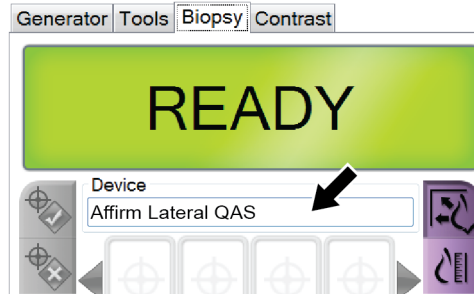 Generator Tools Biopsy Contrast
READY
Device
Affirm Lateral QAS